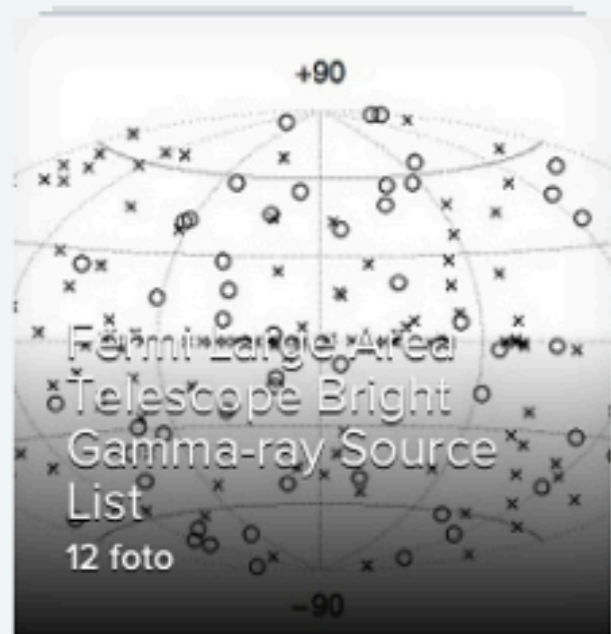 +90
Fermi Large Area
Telescope Bright
Gamma-ray Source
List
12 foto
−90